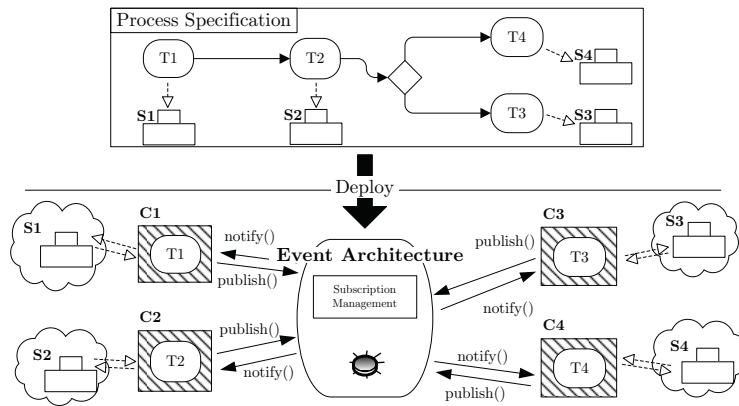 Process Specification
T1
T2
T4
T3
S1
S2
S4
S3
Deploy
S1
C1
T1
notify()
publish()
Event Architecture
Subscription
Management
C3
T3
publish()
notify()
S3
S2
C2
T2
publish()
notify()
C4
T4
notify()
publish()
S4